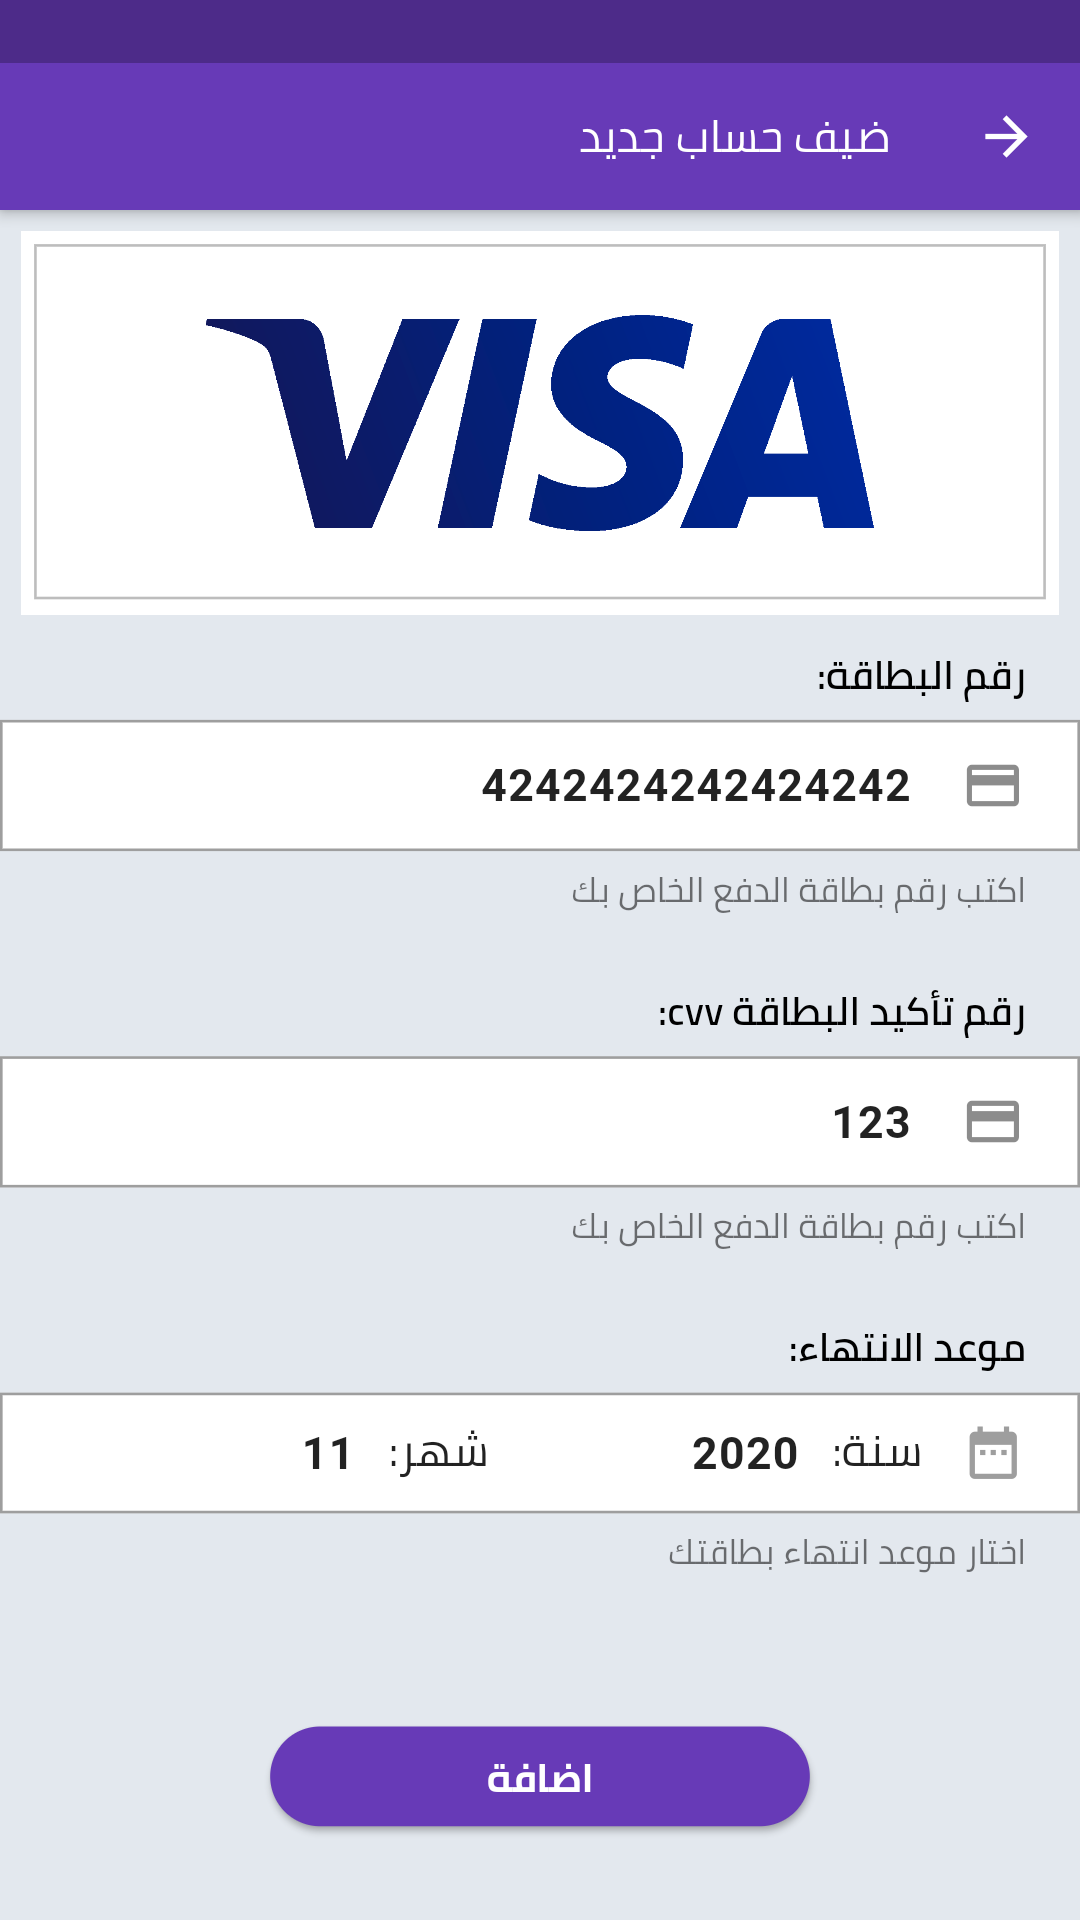 ضيف حساب جديد
VISA
رقم البطاقة:
4242424242424242
اكتب رقم بطاقة الدفع الخاص بك
رقم تأكيد البطاقة cvv:
123
اكتب رقم بطاقة الدفع الخاص بك
موعد الانتهاء:
سنة: 2020 شهر: 11
اختار موعد انتهاء بطاقتك
اضافة